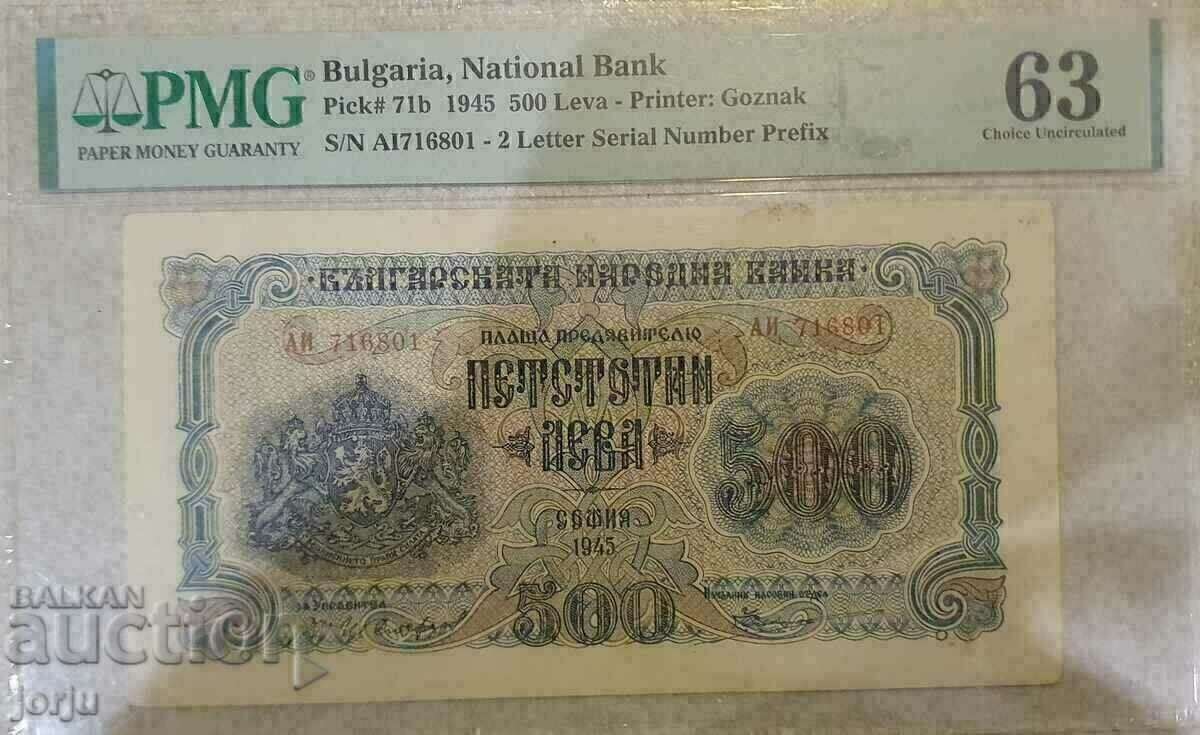 PMG®
PAPER MONEY GUARANTY
Bulgaria, National Bank
Pick# 71b 1945 500 Leva - Printer: Goznak
S/N AI716801 - 2 Letter Serial Number Prefix
63
Choice Uncirculated
·БЪЛГАРСКАТА НАРОДНА БАНКА·
АИ 716801
ПЛАЩА ПРЕДЯВИТЕЛЮ
АИ 716801
ПЕТСТОТИН
ЛЕВА
500
СОФИЯ
1945
ЗА УПРАВИТЕЛ
500
BALKAN
auction
jorju